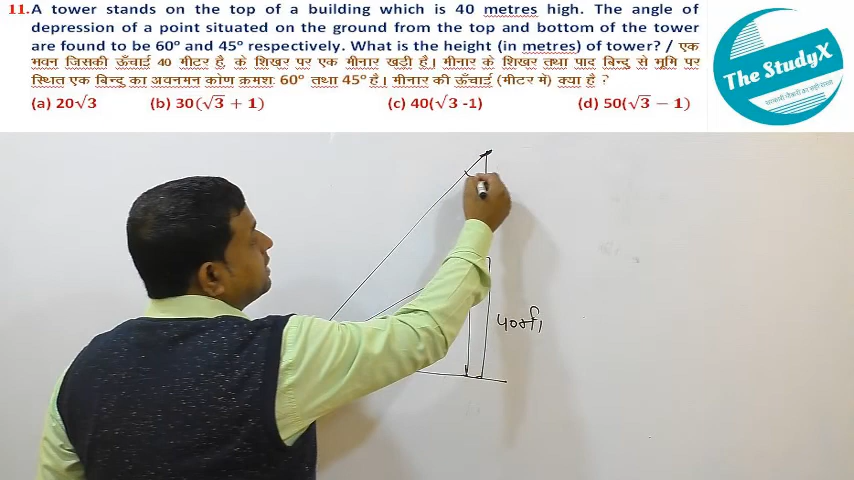 11. A tower stands on the top of a building which is 40 metres high. The angle of
depression of a point situated on the ground from the top and bottom of the tower
are found to be 60° and 45° respectively. What is the height (in metres) of tower? / एक
भवन जिसकी ऊँचाई 40 मीटर है, के शिखर पर एक मीनार खड़ी है। मीनार के शिखर तथा पाद बिन्दु से भूमि पर
स्थित एक बिन्दु का अवनमन कोण क्रमशः 60° तथा 45° है। मीनार की ऊँचाई (मीटर में) क्या है ?
(a) 20√3 (b) 30(√3 + 1) (c) 40(√3 -1) (d) 50(√3 − 1)
The StudyX
40मी